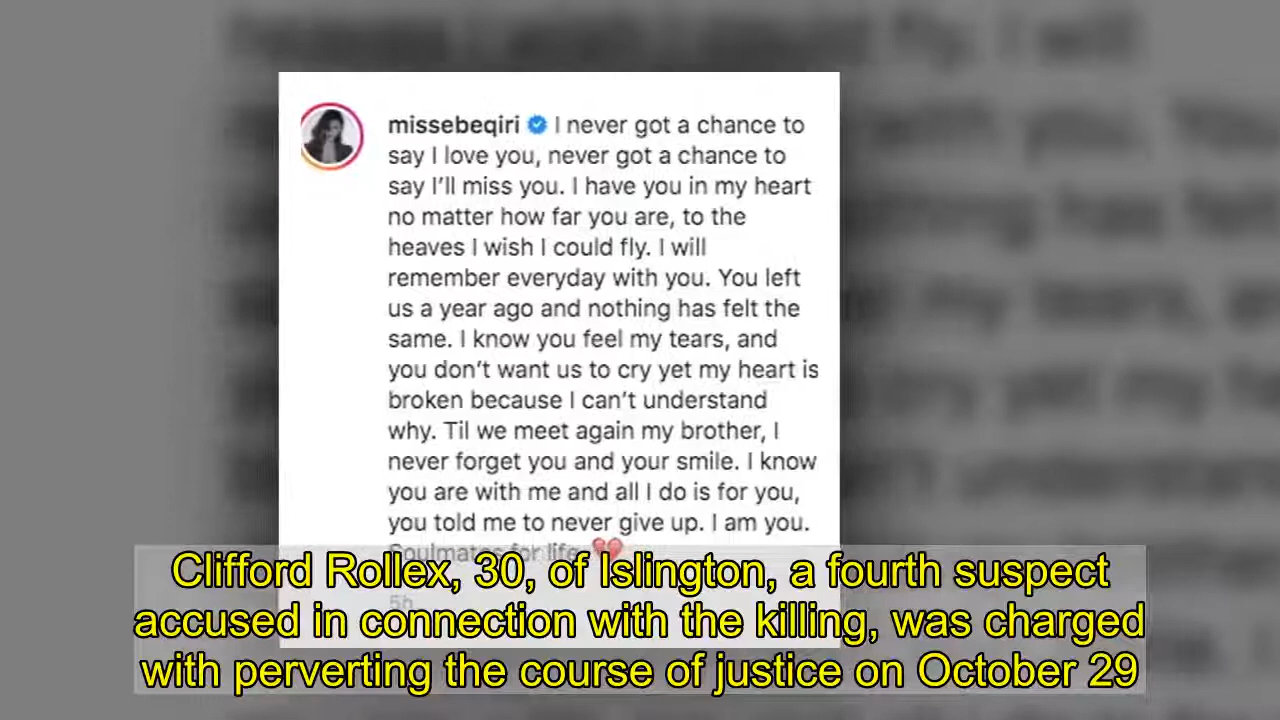 missebeqiri I never got a chance to
say I love you, never got a chance to
say I'll miss you. I have you in my heart
no matter how far you are, to the
heaves I wish I could fly. I will
remember everyday with you. You left
us a year ago and nothing has felt the
same. I know you feel my tears, and
you don't want us to cry yet my heart is
broken because I can't understand
why. Til we meet again my brother, I
never forget you and your smile. I know
you are with me and all I do is for you,
you told me to never give up. I am you.
Soulmates for life 💔
5h
Clifford Rollex, 30, of Islington, a fourth suspect
accused in connection with the killing, was charged
with perverting the course of justice on October 29